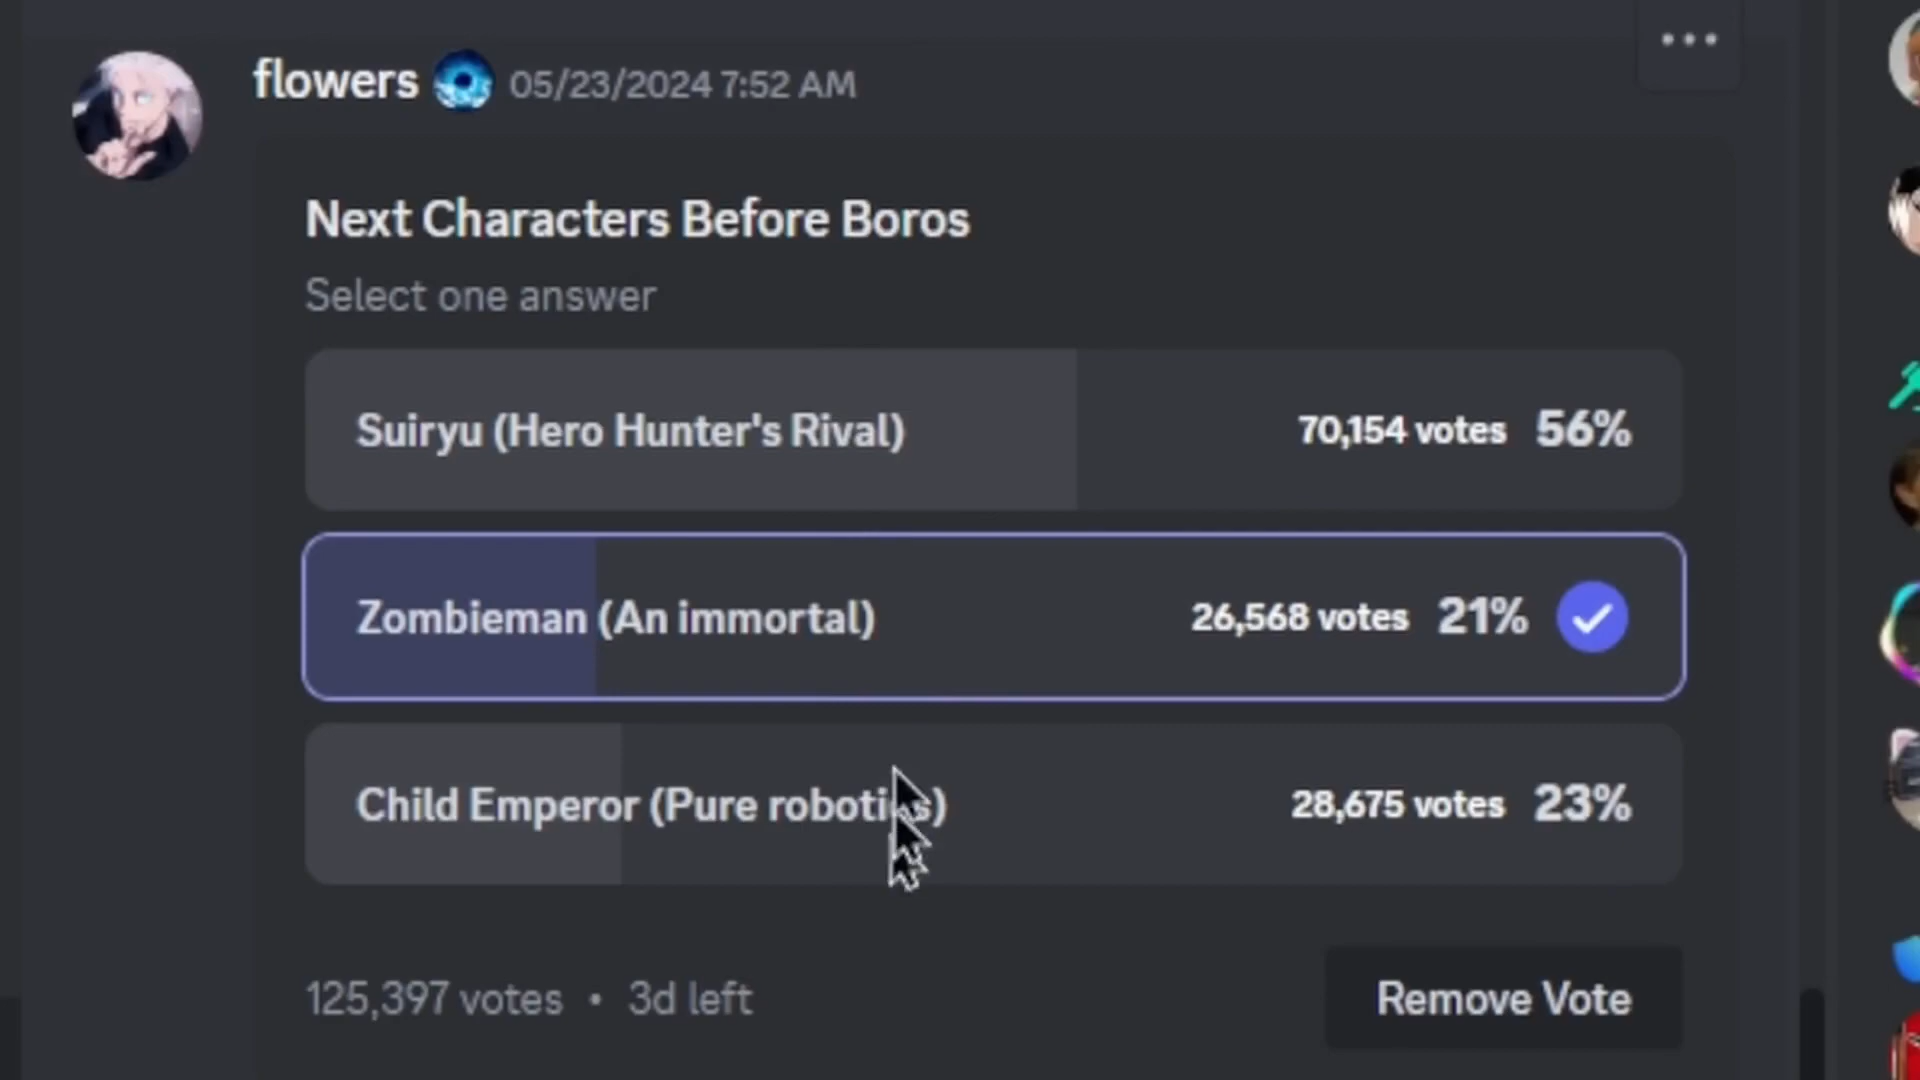 flowers 05/23/2024 7:52 AM
Next Characters Before Boros
Select one answer
Suiryu (Hero Hunter's Rival) 70,154 votes 56%
Zombieman (An immortal) 26,568 votes 21%
Child Emperor (Pure robotics) 28,675 votes 23%
125,397 votes • 3d left
Remove Vote